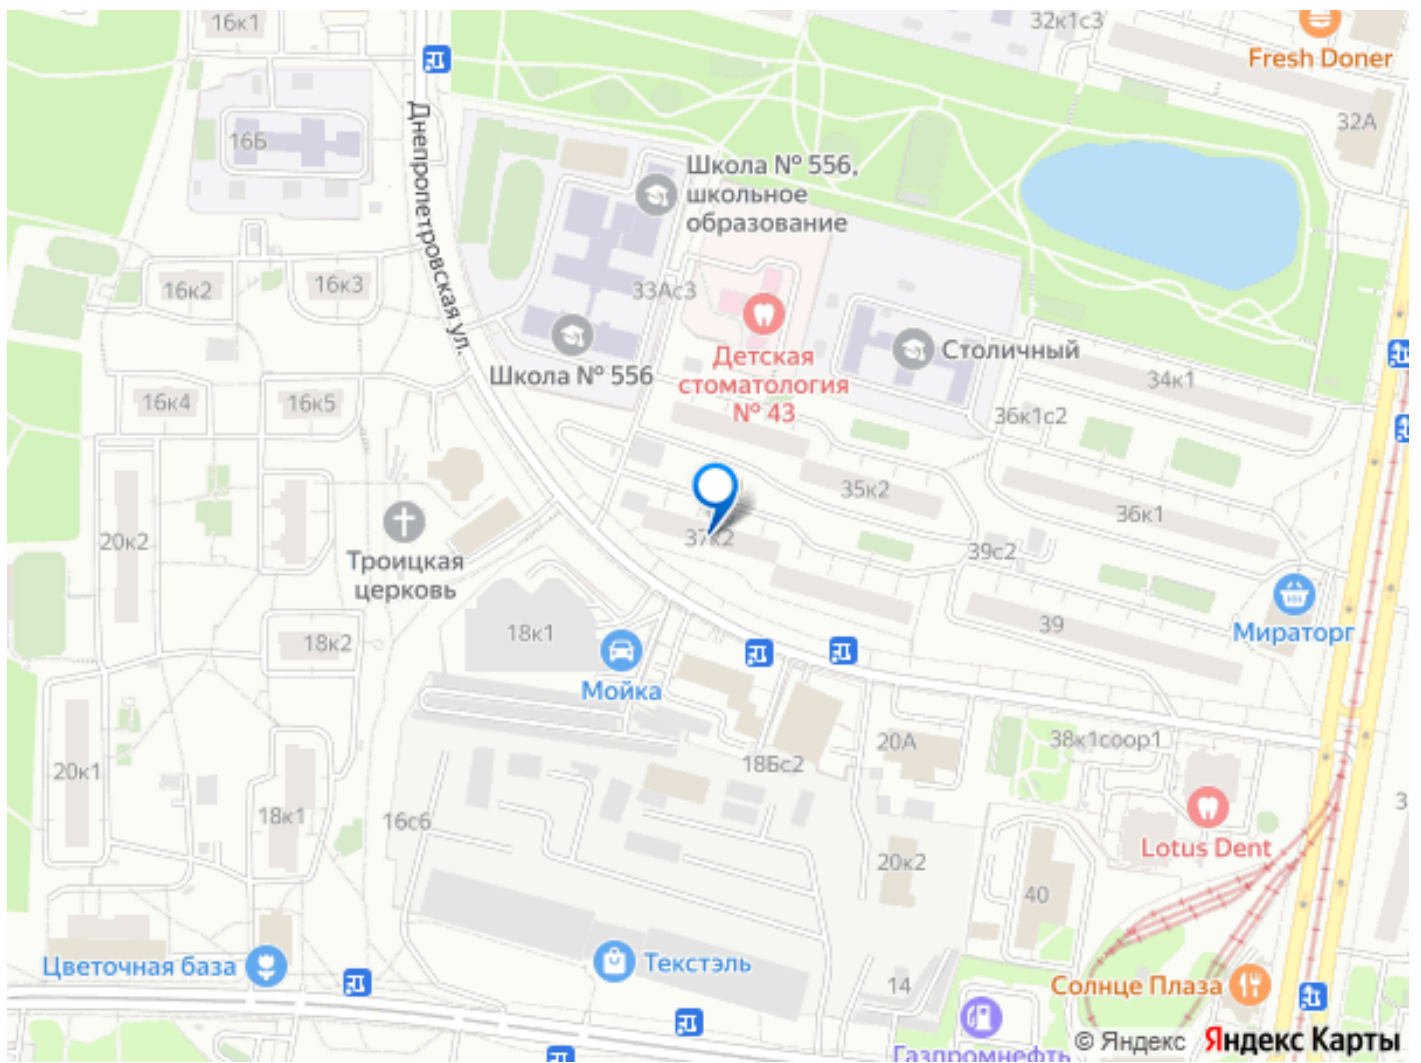 16к1
32к1с3
Fresh Doner
32А
16Б
Днепропетровская ул.
Школа № 556,
школьное
образование
16к2
16к3
33Ас3
Школа № 556
Детская
стоматология
№ 43
Столичный
34к1
16к4
16к5
36к1с2
35к2
36к1
37к2
39с2
20к2
Троицкая
церковь
18к1
39
Мираторг
18к2
Мойка
20А
38к1соор1
18Бс2
20к1
18к1
16с6
3
Lotus Dent
20к2
40
Цветочная база
Текстэль
14
Солнце Плаза
Газпромнефть
© Яндекс Яндекс Карты